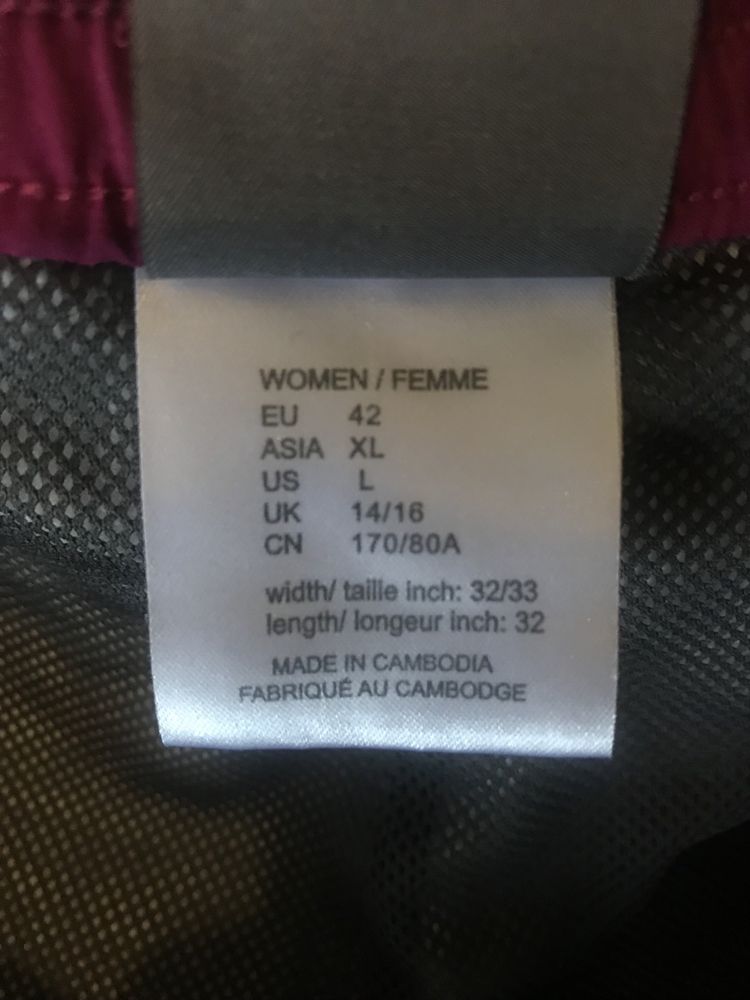 WOMEN / FEMME
EU 42
ASIA XL
US L
UK 14/16
CN 170/80A
width/ taille inch: 32/33
length/ longeur inch: 32
MADE IN CAMBODIA
FABRIQUÉ AU CAMBODGE